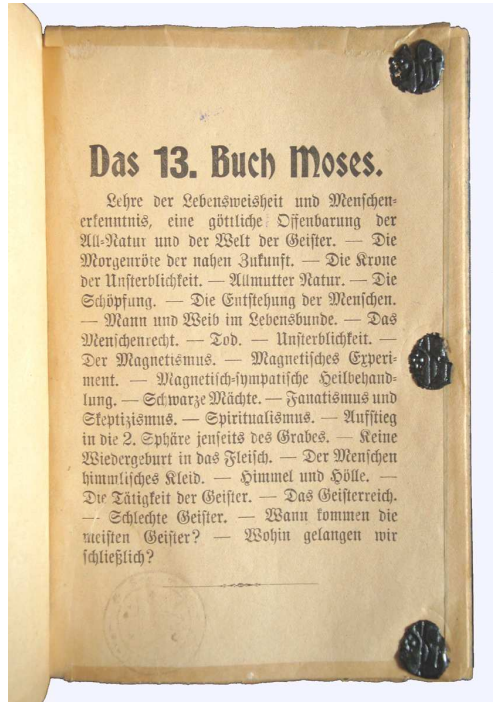 Das 13. Buch Moses.
Lehre der Lebensweisheit und Menschen-
erkenntnis, eine göttliche Offenbarung der
All-Natur und der Welt der Geister. — Die
Morgenröte der nahen Zukunft. — Die Krone
der Unsterblichkeit. — Allmutter Natur. — Die
Schöpfung. — Die Entstehung der Menschen.
— Mann und Weib im Lebensbunde. — Das
Menschenrecht. — Tod. — Unsterblichkeit. —
Der Magnetismus. — Magnetisches Experi-
ment. — Magnetisch-sympatische Heilbehand-
lung. — Schwarze Mächte. — Fanatismus und
Skeptizismus. — Spiritualismus. — Aufstieg
in die 2. Sphäre jenseits des Grabes. — Keine
Wiedergeburt in das Fleisch. — Der Menschen
himmlisches Kleid. — Himmel und Hölle. —
Die Tätigkeit der Geister. — Das Geisterreich.
— Schlechte Geister. — Wann kommen die
meisten Geister? — Wohin gelangen wir
schließlich?